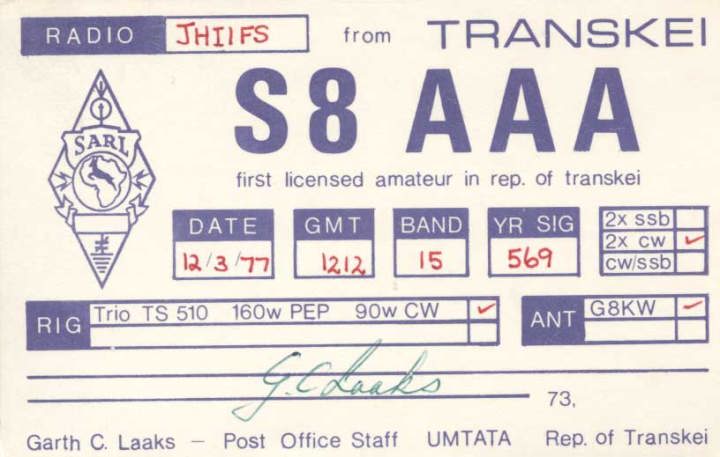 RADIO JH1IFS from TRANSKEI
S8 AAA
SARL
first licensed amateur in rep. of transkei
DATE GMT BAND YR SIG 2x ssb
12/3/77 1212 15 569 2x cw ✓
cw/ssb
RIG Trio TS 510 160w PEP 90w CW ✓ ANT G8KW ✓
G.C Laaks
73,
Garth C. Laaks – Post Office Staff UMTATA Rep. of Transkei